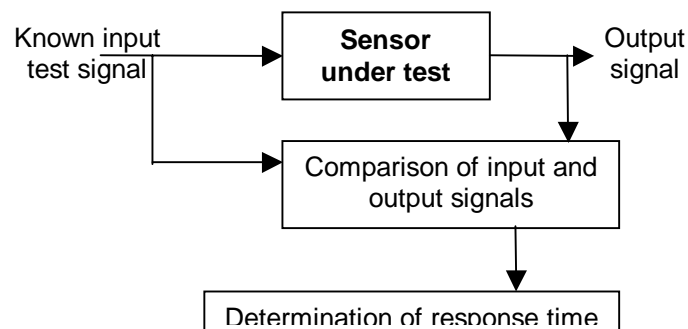 Known input
test signal
Sensor
under test
Output
signal
Comparison of input and
output signals
Determination of response time